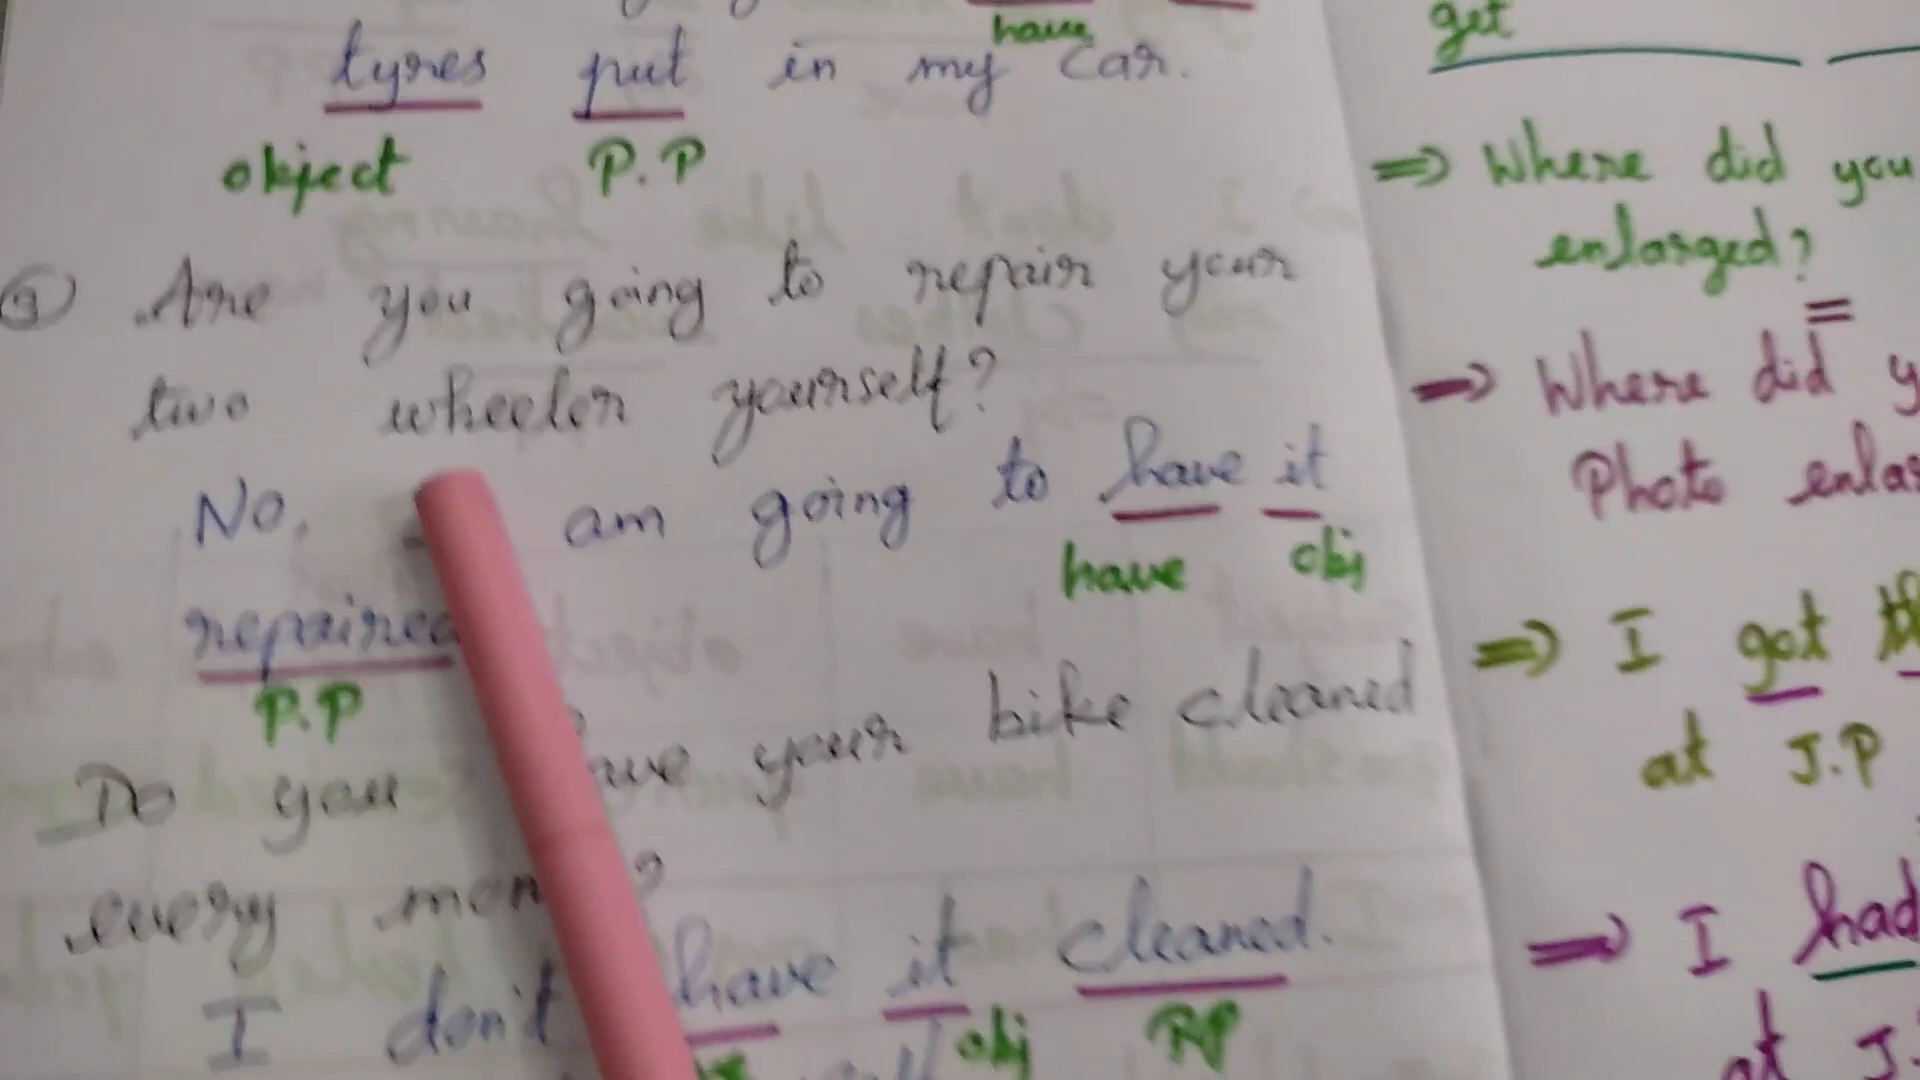 have
tyres put in my car.
object P.P
Are you going to repair your
two wheeler yourself?
No, am going to have it
have obj
repaired
P.P
Do you your bike cleaned
every
I don't have it cleaned.
obj P.P
get
=> Where did you
enlarged?
=> Where did
Photo
=> I got
at J.P
=> I had
at J.